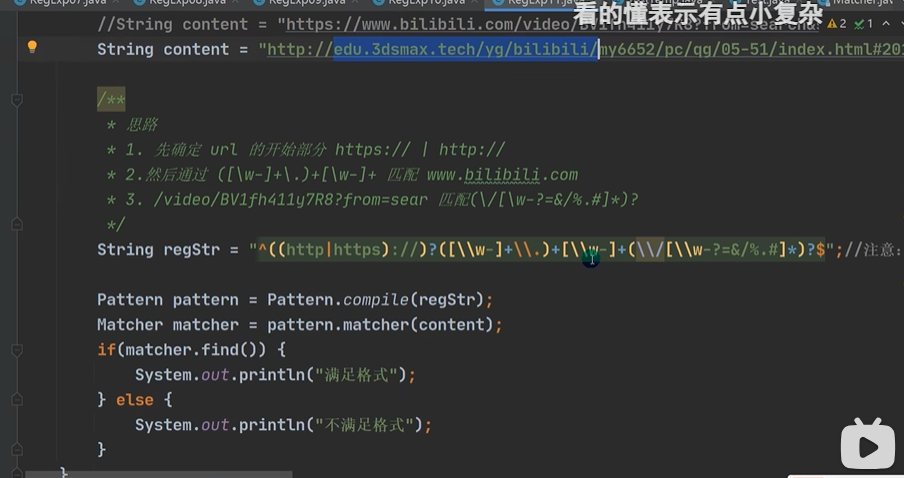 RegExp07.java RegExp08.java RegExp09.java RegExp10.java Matcher.java
看的懂表示有点小复杂
//String content = "https://www.bilibili.com/video/
2 1
String content = "http://edu.3dsmax.tech/yg/bilibili/my6652/pc/qg/05-51/index.html#201
/**
* 思路
* 1. 先确定 url 的开始部分 https:// | http://
* 2.然后通过 ([\w-]+\.)+[\w-]+ 匹配 www.bilibili.com
* 3. /video/BV1fh411y7R8?from=sear 匹配(\/[\w-?=&/%.#]*)?
*/
String regStr = "^((http|https)://)?([\\w-]+\\.)+[\\w-]+(\\/[\\w-?=&/%.#]*)?$";//注意:
Pattern pattern = Pattern.compile(regStr);
Matcher matcher = pattern.matcher(content);
if(matcher.find()) {
System.out.println("满足格式");
} else {
System.out.println("不满足格式");
}
}